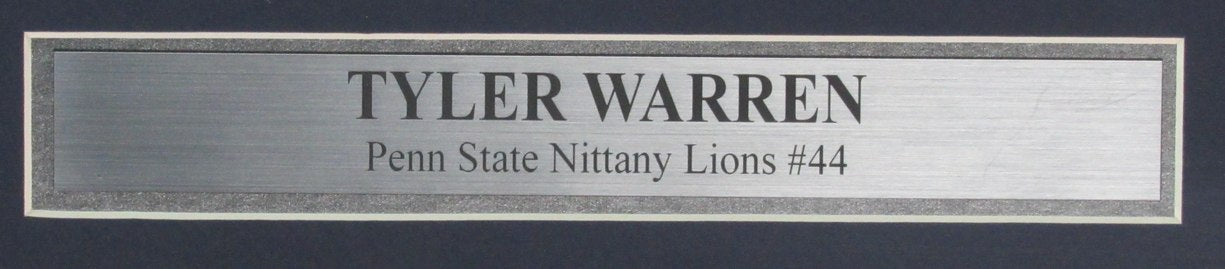 TYLER WARREN
Penn State Nittany Lions #44